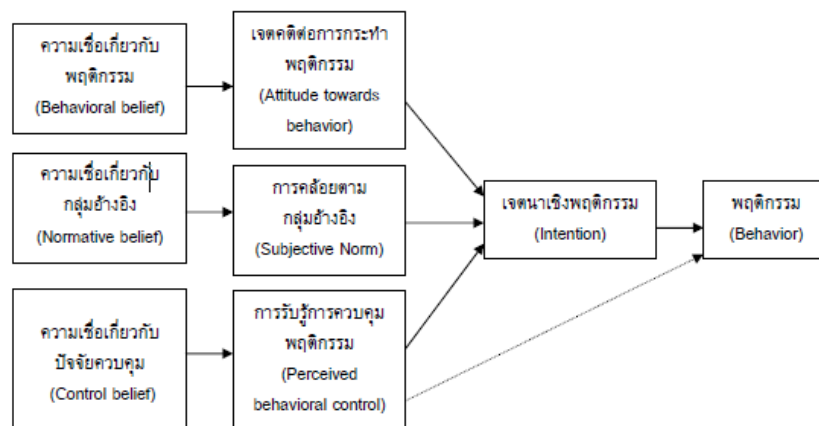 ความเชื่อเกี่ยวกับ
พฤติกรรม
(Behavioral belief)
เจตคติต่อการกระทำ
พฤติกรรม
(Attitude towards
behavior)
ความเชื่อเกี่ยวกับ
กลุ่มอ้างอิง
(Normative belief)
การคล้อยตาม
กลุ่มอ้างอิง
(Subjective Norm)
เจตนาเชิงพฤติกรรม
(Intention)
พฤติกรรม
(Behavior)
ความเชื่อเกี่ยวกับ
ปัจจัยควบคุม
(Control belief)
การรับรู้การควบคุม
พฤติกรรม
(Perceived
behavioral control)